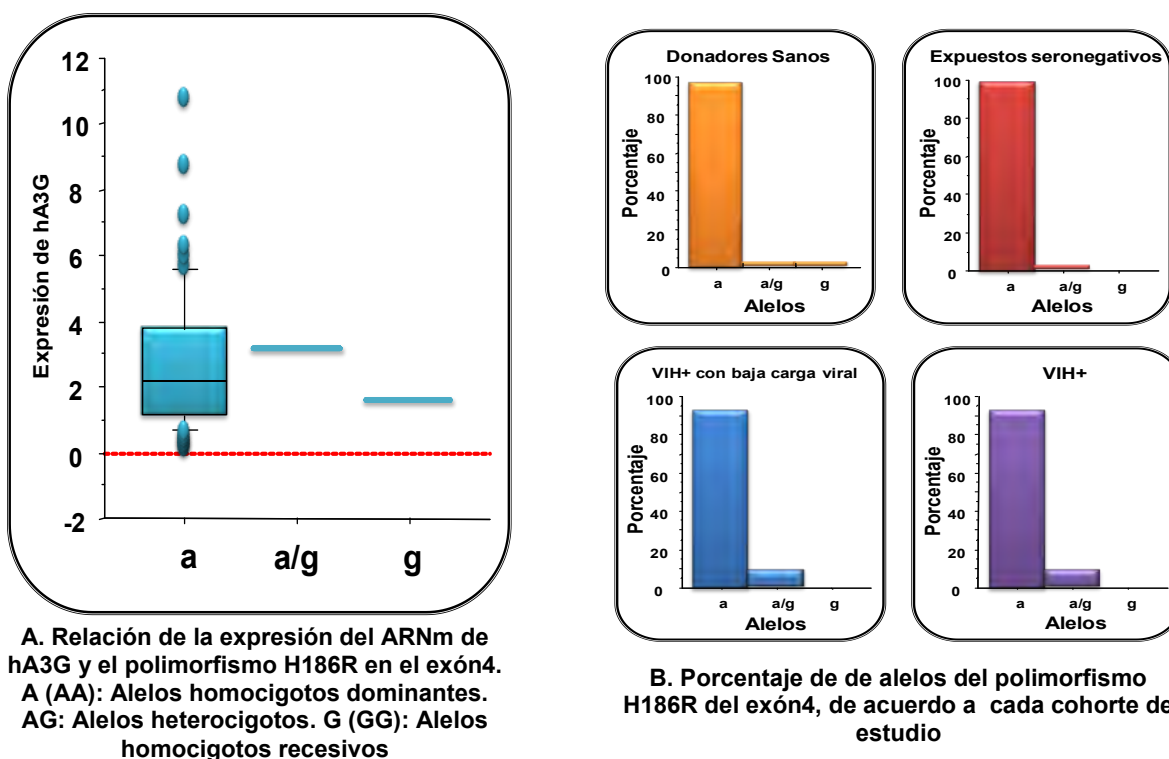 Expresión de hA3G
12
10
8
6
4
2
0
-2
a a/g g
A. Relación de la expresión del ARNm de
hA3G y el polimorfismo H186R en el exón4.
A (AA): Alelos homocigotos dominantes.
AG: Alelos heterocigotos. G (GG): Alelos
homocigotos recesivos
Donadores Sanos
Porcentaje
100
80
60
40
20
0
a a/g g
Alelos
Expuestos seronegativos
Porcentaje
100
80
60
40
20
0
a a/g g
Alelos
VIH+ con baja carga viral
Porcentaje
100
80
60
40
20
0
a a/g g
Alelos
VIH+
Porcentaje
100
80
60
40
20
0
a a/g g
Alelos
B. Porcentaje de de alelos del polimorfismo
H186R del exón4, de acuerdo a cada cohorte de
estudio